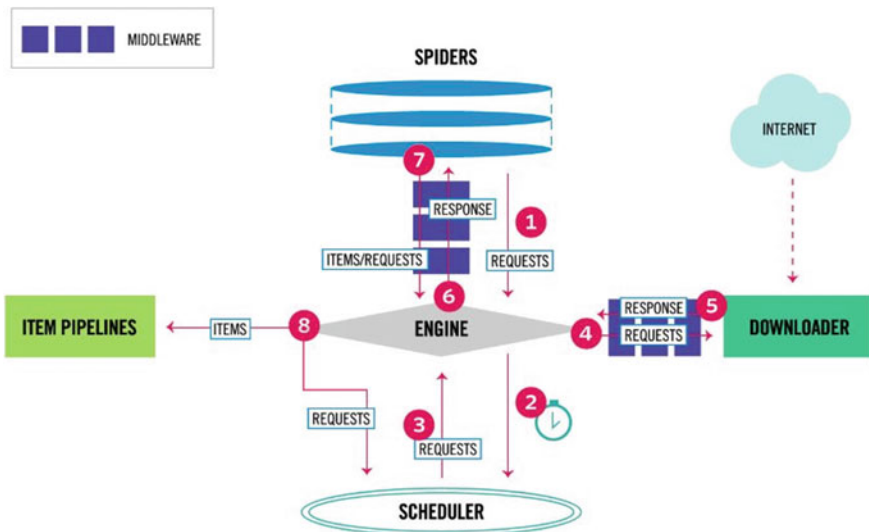 MIDDLEWARE
SPIDERS
INTERNET
7
RESPONSE
1
ITEMS/REQUESTS
REQUESTS
6
RESPONSE
5
ITEM PIPELINES
ITEMS
8
ENGINE
4
REQUESTS
DOWNLOADER
2
REQUESTS
3
REQUESTS
SCHEDULER